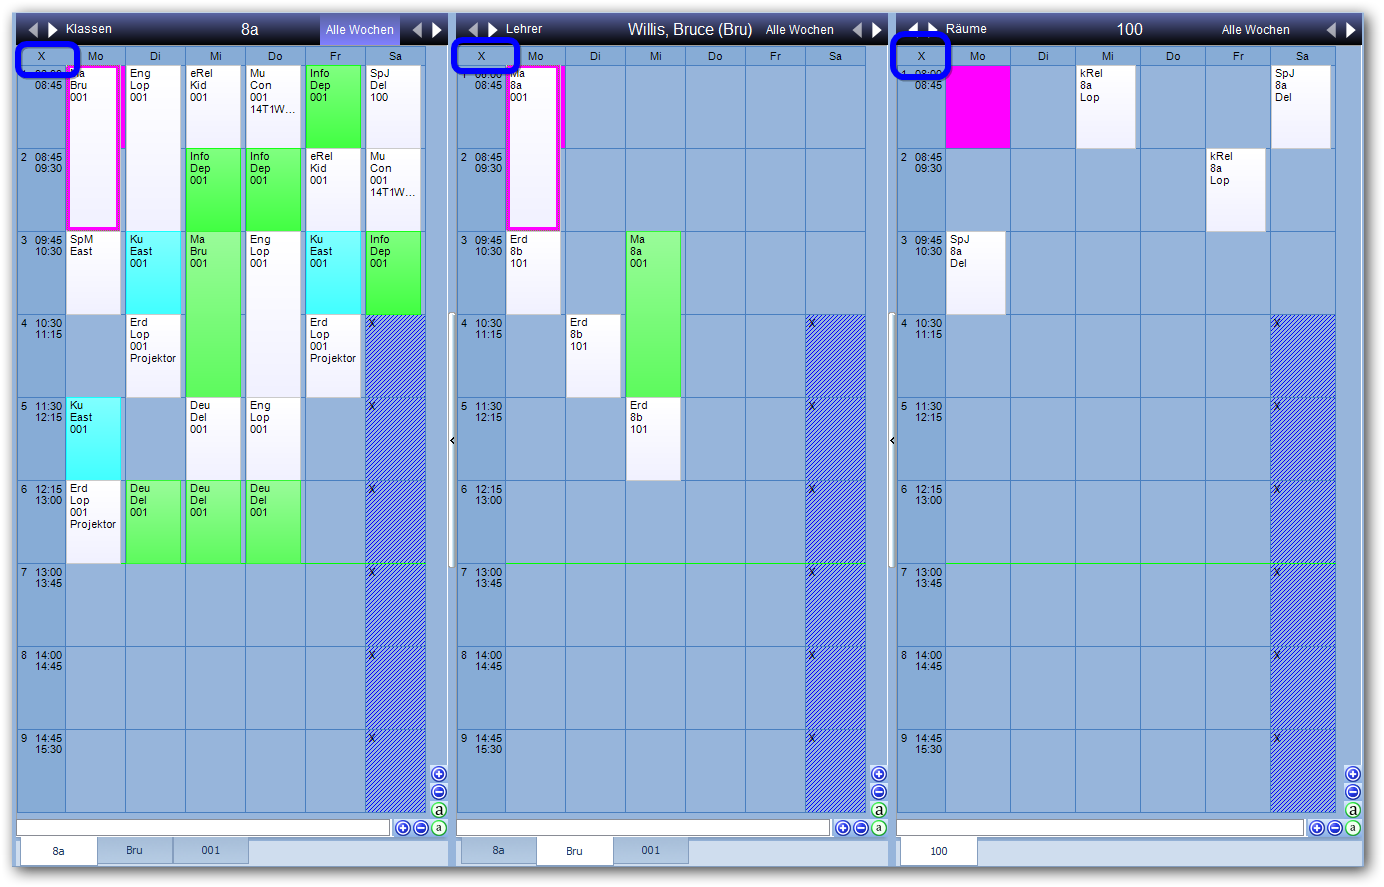 Klassen 8a Alle Wochen
X Mo Di Mi Do Fr Sa
1 08:00 08:45
Ma
Bru
001
Eng
Lop
001
eRel
Kid
001
Mu
Con
001
14T1W...
Info
Dep
001
SpJ
Del
100
2 08:45
09:30
Info
Dep
001
Info
Dep
001
eRel
Kid
001
Mu
Con
001
14T1W...
3 09:45
10:30
SpM
East
Ku
East
001
Ma
Bru
001
Eng
Lop
001
Ku
East
001
Info
Dep
001
4 10:30
11:15
Erd
Lop
001
Projektor
Erd
Lop
001
Projektor
X
5 11:30
12:15
Ku
East
001
Deu
Del
001
Eng
Lop
001
X
6 12:15
13:00
Erd
Lop
001
Projektor
Deu
Del
001
Deu
Del
001
Deu
Del
001
X
7 13:00
13:45
X
8 14:00
14:45
X
9 14:45
15:30
X
a
a
8a Bru 001
Lehrer Willis, Bruce (Bru) Alle Wochen
X Mo Di Mi Do Fr Sa
1 08:00
08:45
Ma
8a
001
2 08:45
09:30
3 09:45
10:30
Erd
8b
101
Ma
8a
001
4 10:30
11:15
Erd
8b
101
X
5 11:30
12:15
Erd
8b
101
X
6 12:15
13:00
X
7 13:00
13:45
X
8 14:00
14:45
X
9 14:45
15:30
X
a
a
8a Bru 001
Räume 100 Alle Wochen
X Mo Di Mi Do Fr Sa
1 08:00
08:45
kRel
8a
Lop
SpJ
8a
Del
2 08:45
09:30
kRel
8a
Lop
3 09:45
10:30
SpJ
8a
Del
4 10:30
11:15
X
5 11:30
12:15
X
6 12:15
13:00
X
7 13:00
13:45
X
8 14:00
14:45
X
9 14:45
15:30
X
a
a
100